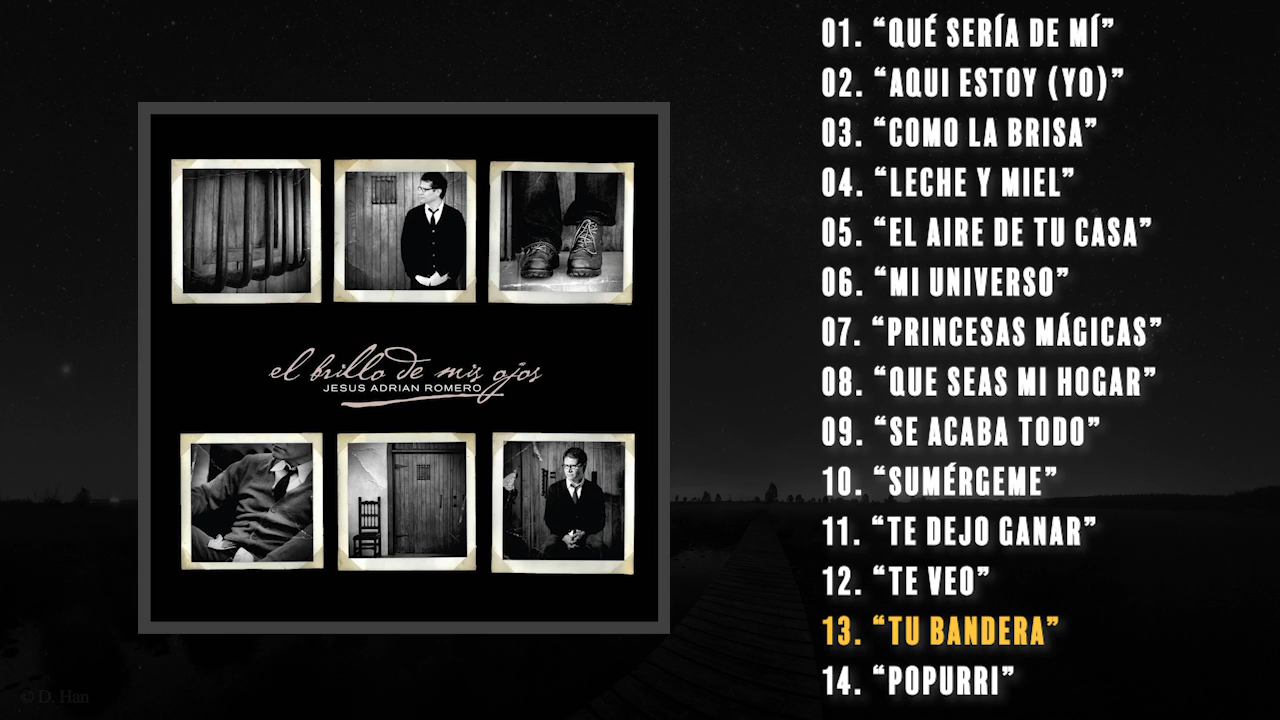 el brillo de mis ojos
JESUS ADRIAN ROMERO
01. “QUÉ SERÍA DE MÍ”
02. “AQUI ESTOY (YO)”
03. “COMO LA BRISA”
04. “LECHE Y MIEL”
05. “EL AIRE DE TU CASA”
06. “MI UNIVERSO”
07. “PRINCESAS MÁGICAS”
08. “QUE SEAS MI HOGAR”
09. “SE ACABA TODO”
10. “SUMÉRGEME”
11. “TE DEJO GANAR”
12. “TE VEO”
13. “TU BANDERA”
14. “POPURRI”
© D. Han